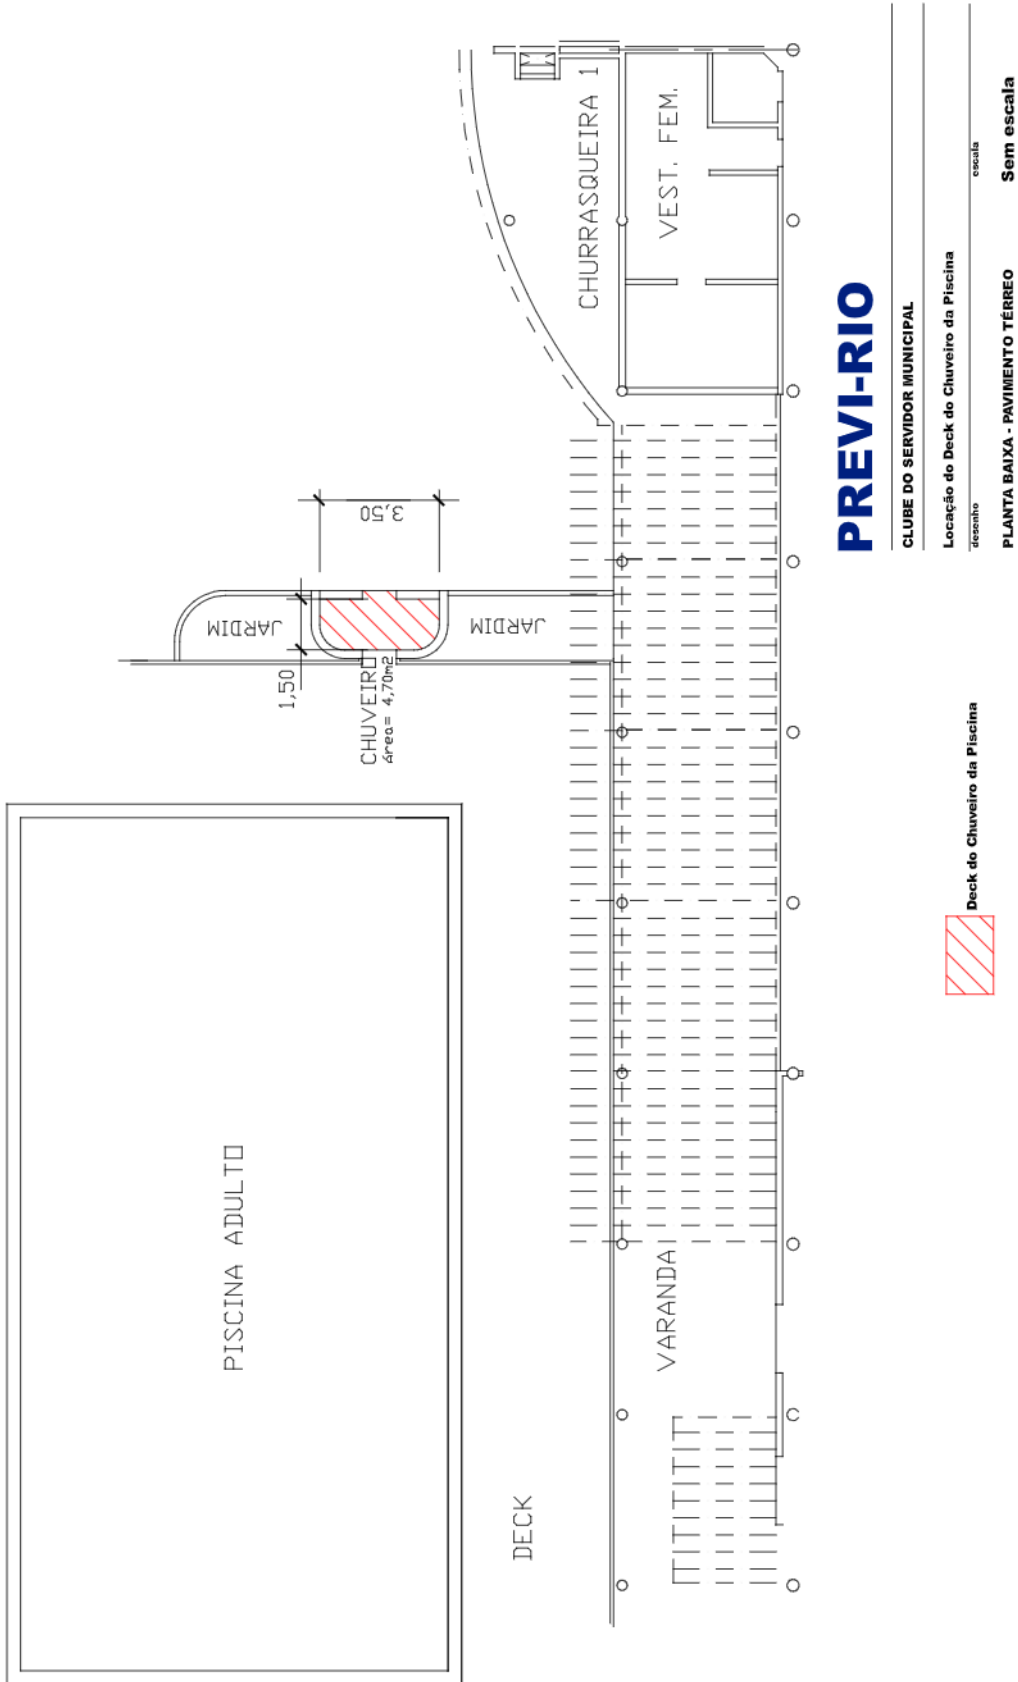 CHURRASQUEIRA 1
VEST. FEM.
3,50
JARDIM
JARDIM
1,50
CHUVEIRO
Área= 4,70m2
PISCINA ADULTO
VARANDA
DECK
PREVI-RIO
CLUBE DO SERVIDOR MUNICIPAL
Locação do Deck do Chuveiro da Piscina
desenho
escala
PLANTA BAIXA - PAVIMENTO TÉRREO
Sem escala
Deck do Chuveiro da Piscina